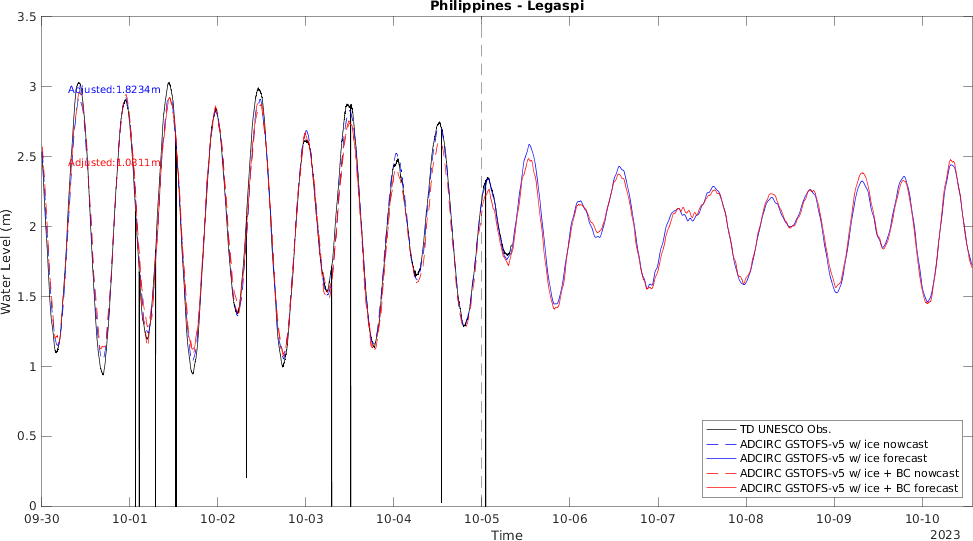 Philippines - Legaspi
3.5
3
2.5
2
1.5
1
0.5
0
Water Level (m)
Adjusted:1.8234m
Adjusted:1.0311m
TD UNESCO Obs.
ADCIRC GSTOFS-v5 w/ ice nowcast
ADCIRC GSTOFS-v5 w/ ice forecast
ADCIRC GSTOFS-v5 w/ ice + BC nowcast
ADCIRC GSTOFS-v5 w/ ice + BC forecast
09-30 10-01 10-02 10-03 10-04 10-05 10-06 10-07 10-08 10-09 10-10
Time
2023